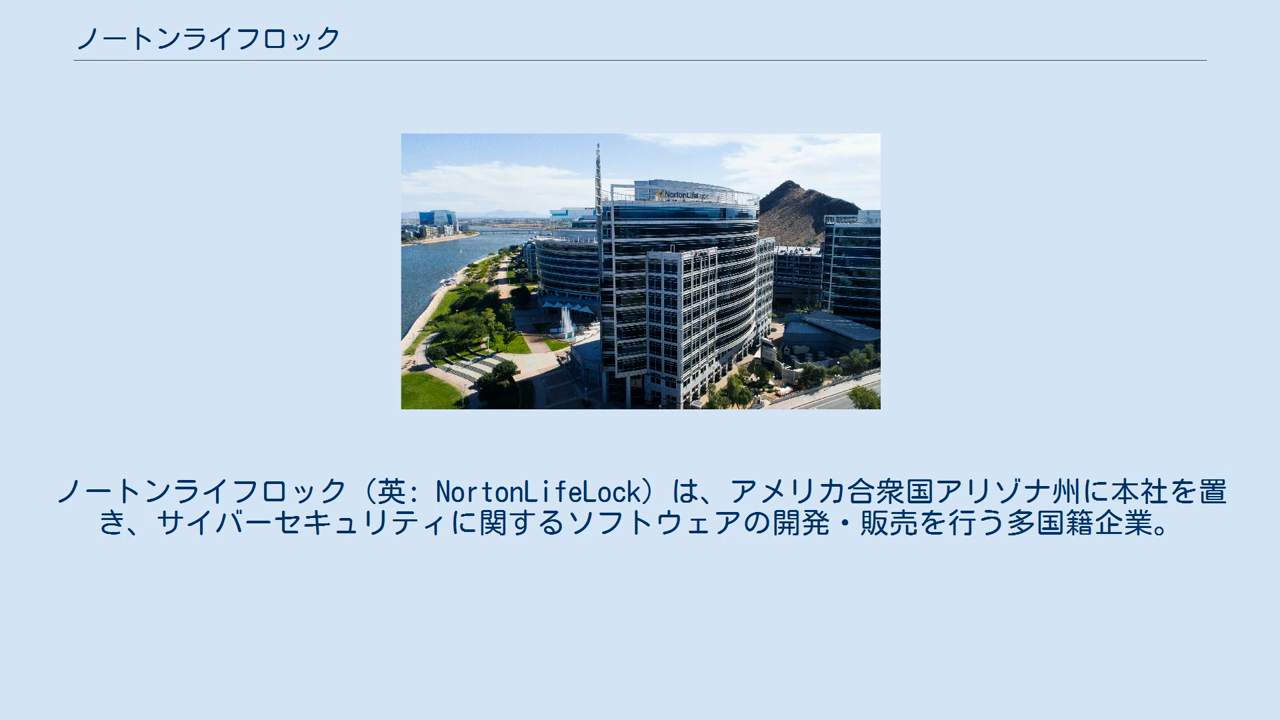 ノートンライフロック
NortonLifeLock
ノートンライフロック（英: NortonLifeLock）は、アメリカ合衆国アリゾナ州に本社を置
き、サイバーセキュリティに関するソフトウェアの開発・販売を行う多国籍企業。